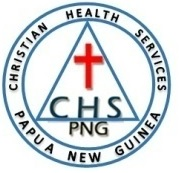 CHRISTIAN HEALTH SERVICES
CHS
PNG
PAPUA NEW GUINEA